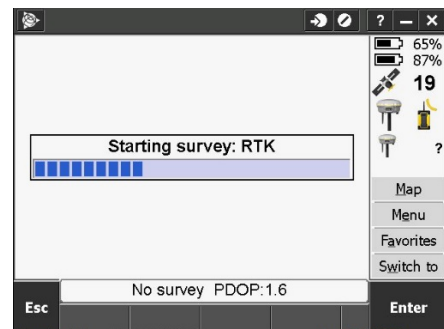 ? – ×
65%
87%
19
Starting survey: RTK
?
Map
Menu
Favorites
Switch to
No survey PDOP:1.6
Esc
Enter